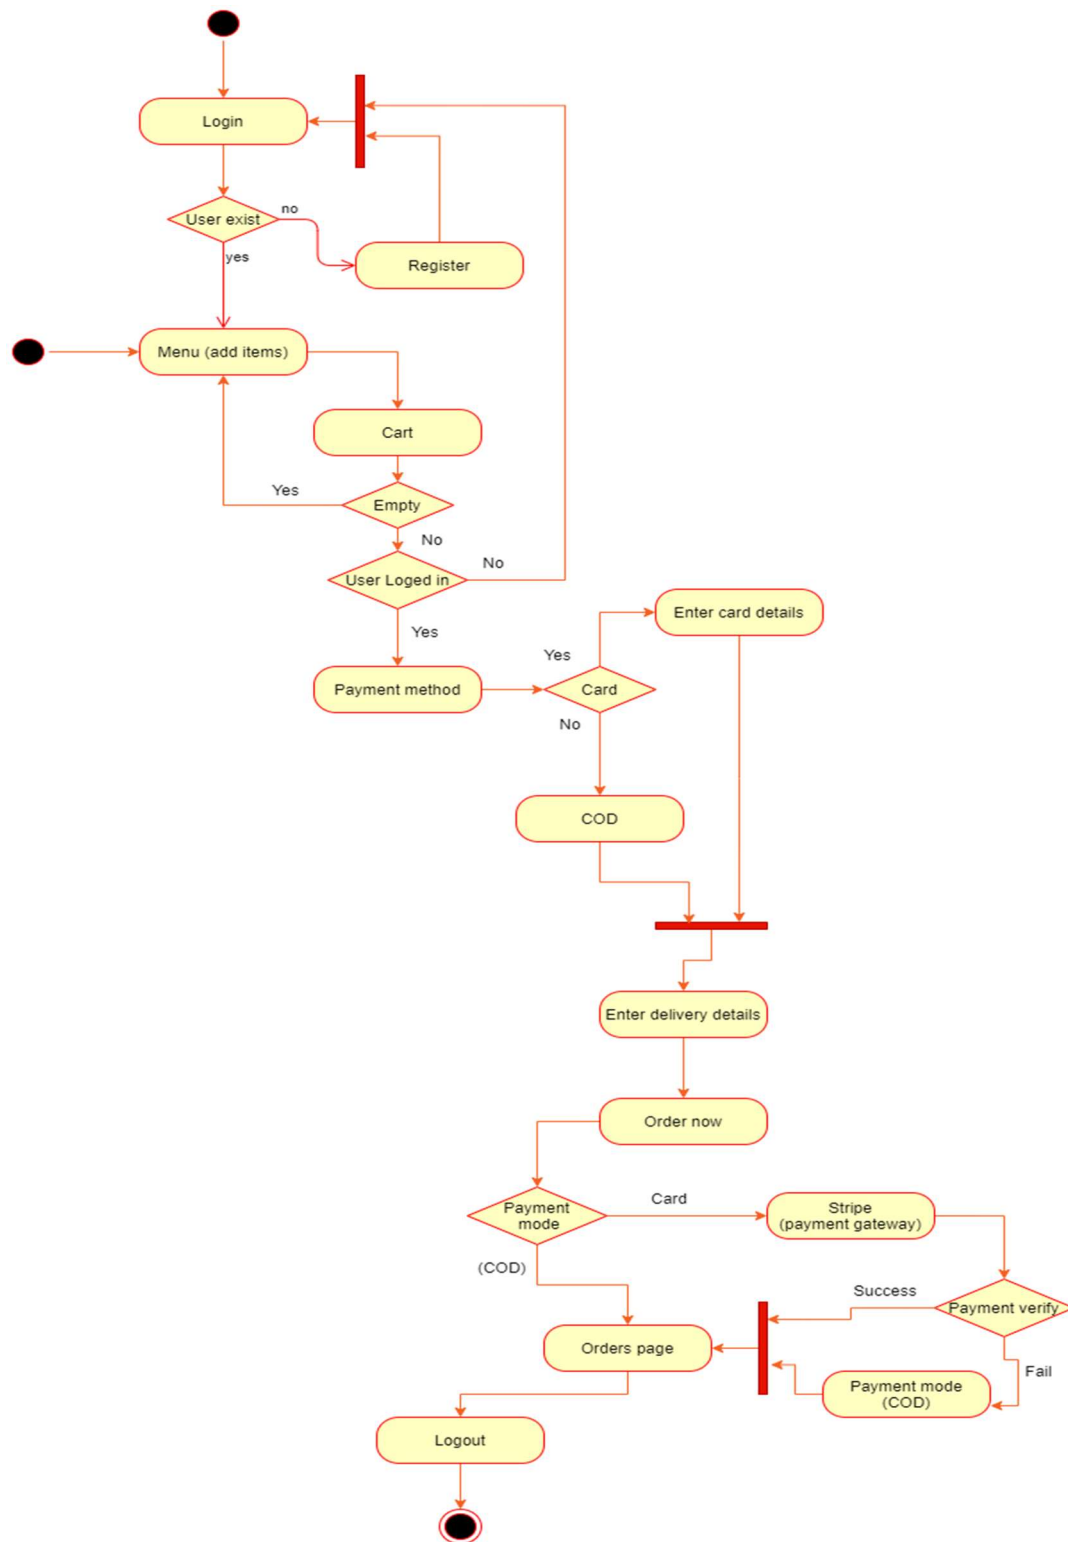 Login
User exist
no
yes
Register
Menu (add items)
Cart
Yes
Empty
No
User Loged in
No
Yes
Enter card details
Yes
Payment method
Card
No
COD
Enter delivery details
Order now
Payment
mode
Card
Stripe
(payment gateway)
(COD)
Success
Payment verify
Orders page
Fail
Payment mode
(COD)
Logout